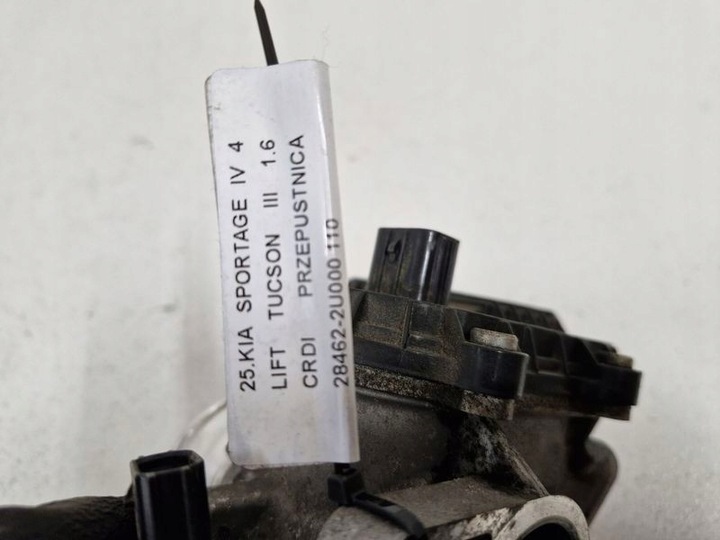 25.KIA SPORTAGE IV 4
LIFT TUCSON III 1.6
CRDI PRZEPUSTNICA
28462-2U000 110